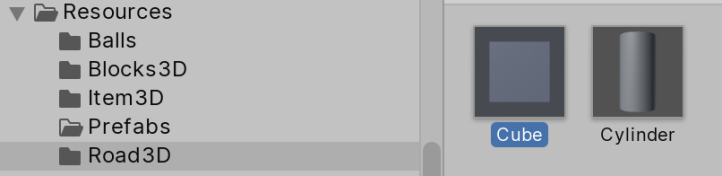 Resources
Balls
Blocks3D
Item3D
Prefabs
Road3D
Cube
Cylinder